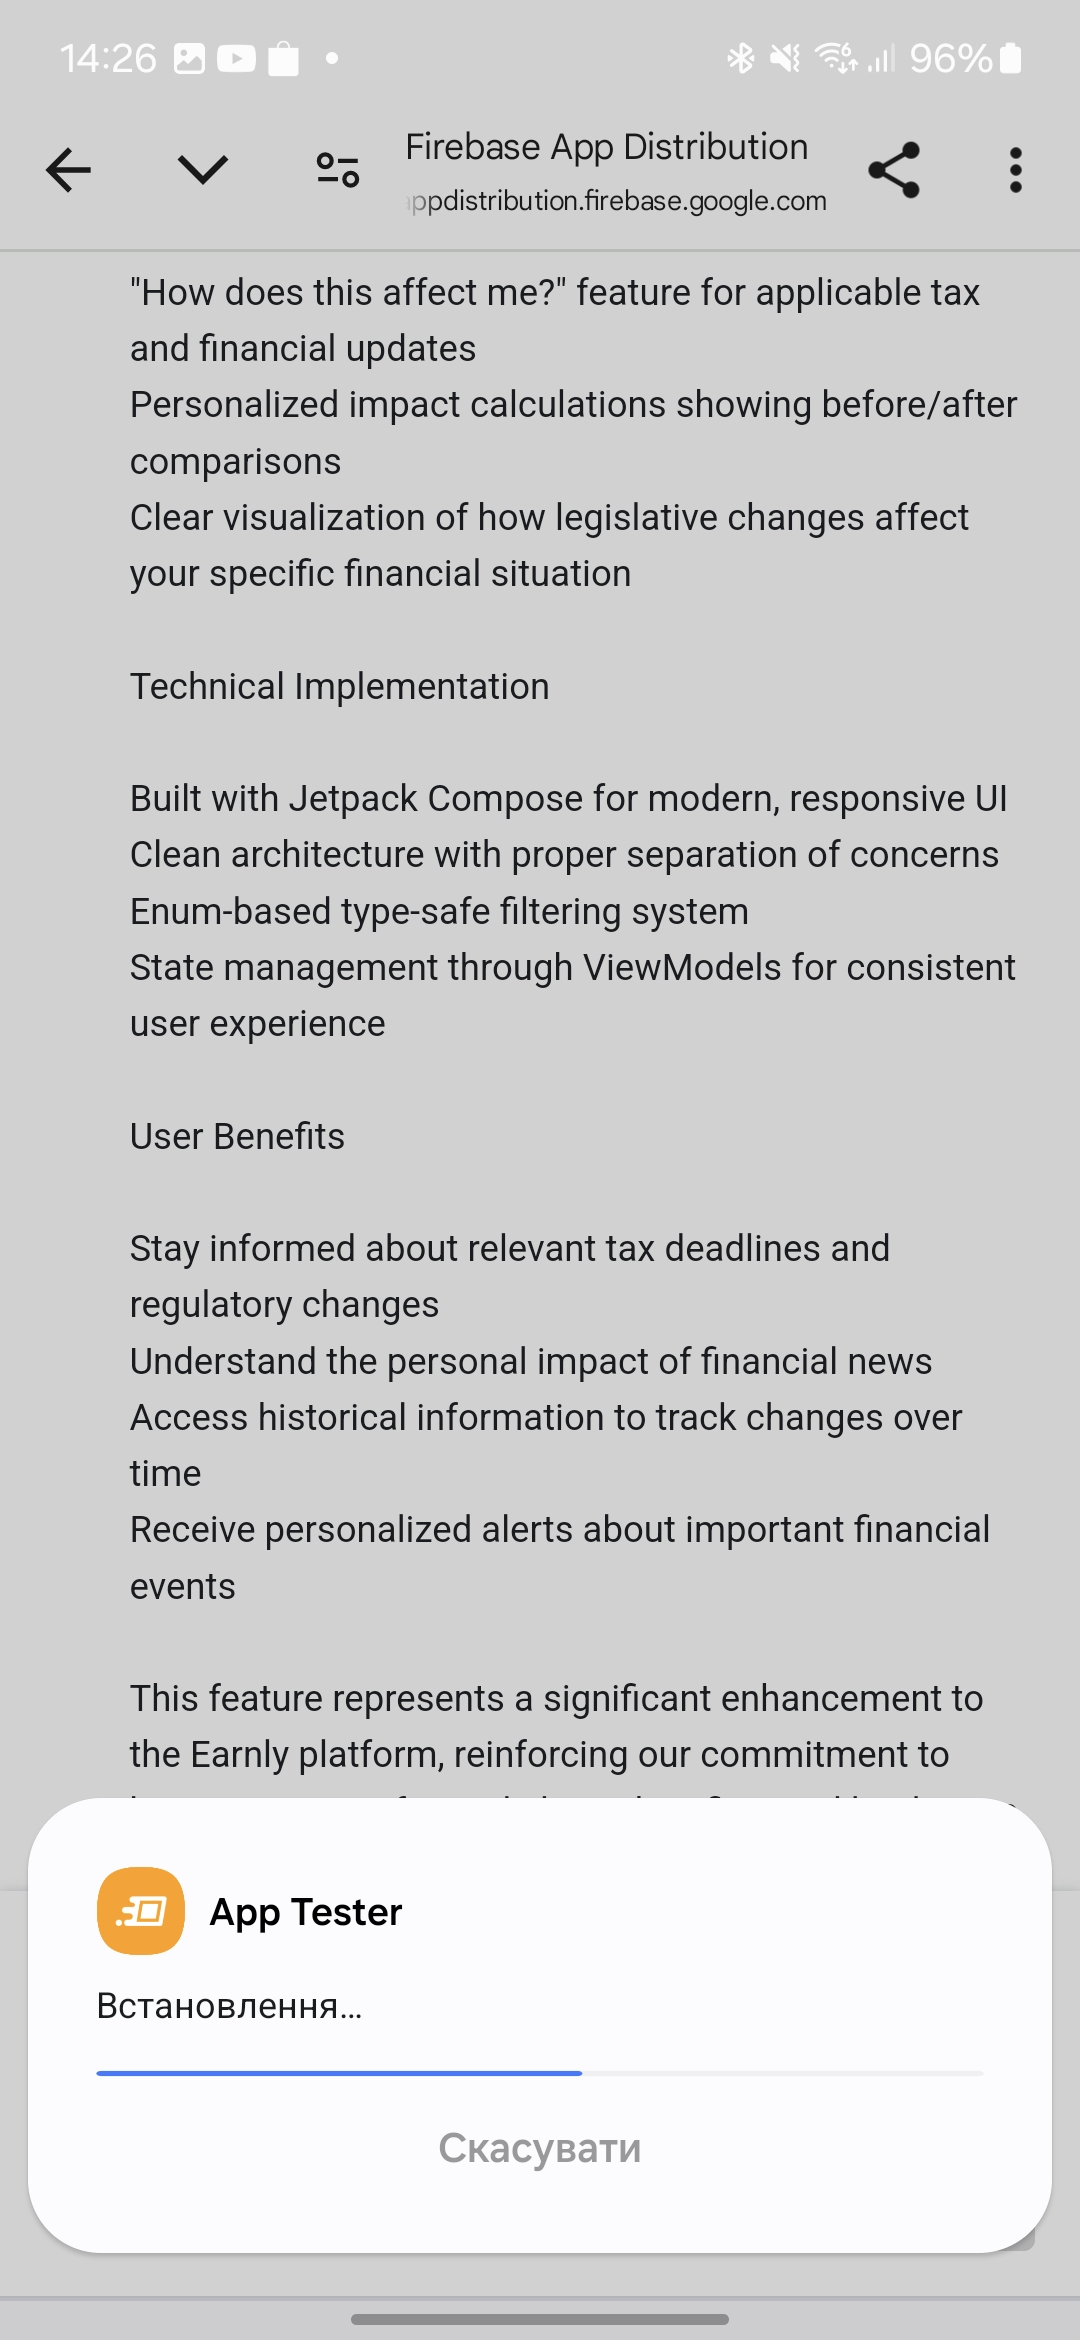 14:26
96%
Firebase App Distribution
appdistribution.firebase.google.com
"How does this affect me?" feature for applicable tax
and financial updates
Personalized impact calculations showing before/after
comparisons
Clear visualization of how legislative changes affect
your specific financial situation
Technical Implementation
Built with Jetpack Compose for modern, responsive UI
Clean architecture with proper separation of concerns
Enum-based type-safe filtering system
State management through ViewModels for consistent
user experience
User Benefits
Stay informed about relevant tax deadlines and
regulatory changes
Understand the personal impact of financial news
Access historical information to track changes over
time
Receive personalized alerts about important financial
events
This feature represents a significant enhancement to
the Earnly platform, reinforcing our commitment to
App Tester
Встановлення...
Скасувати